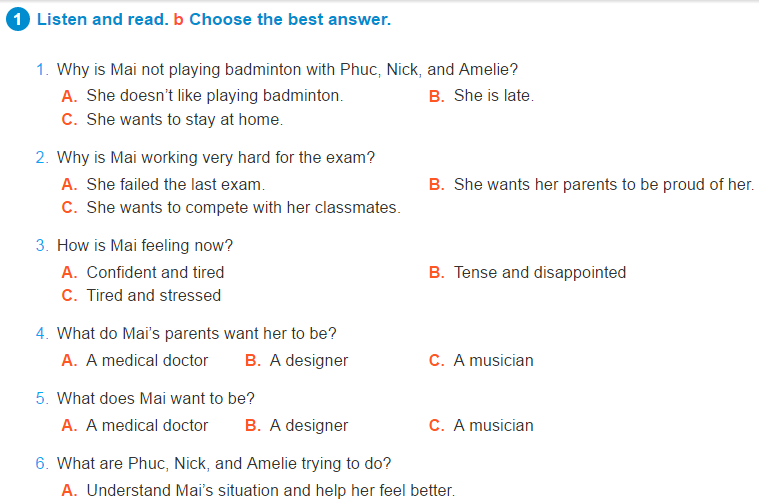 1 Listen and read. b Choose the best answer.
1. Why is Mai not playing badminton with Phuc, Nick, and Amelie?
A. She doesn't like playing badminton. B. She is late.
C. She wants to stay at home.
2. Why is Mai working very hard for the exam?
A. She failed the last exam. B. She wants her parents to be proud of her.
C. She wants to compete with her classmates.
3. How is Mai feeling now?
A. Confident and tired B. Tense and disappointed
C. Tired and stressed
4. What do Mai's parents want her to be?
A. A medical doctor B. A designer C. A musician
5. What does Mai want to be?
A. A medical doctor B. A designer C. A musician
6. What are Phuc, Nick, and Amelie trying to do?
A. Understand Mai's situation and help her feel better.